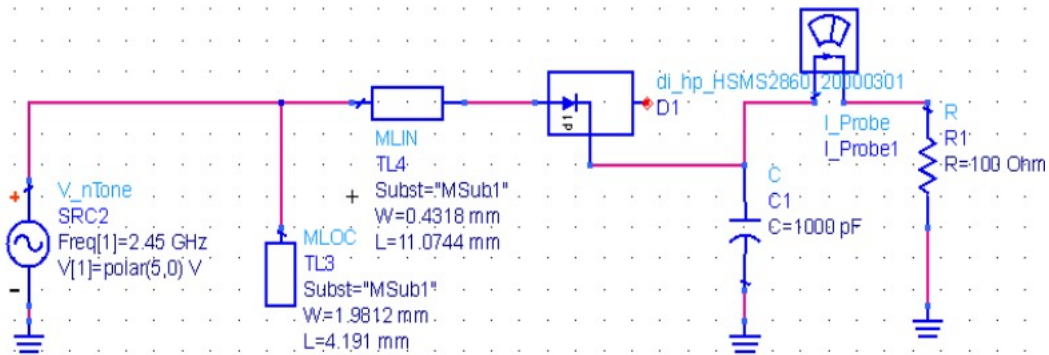 di_hp_HSMS2860_20000301
D1
p1
MLIN
TL4
Subst="MSub1"
W=0.4318 mm
L=11.0744 mm
I_Probe
I_Probe1
R
R1
R=100 Ohm
V_nTone
SRC2
Freq[1]=2.45 GHz
V[1]=polar(5,0) V
+
-
MLOC
TL3
Subst="MSub1"
W=1.9812 mm
L=4.191 mm
C
C1
C=1000 pF